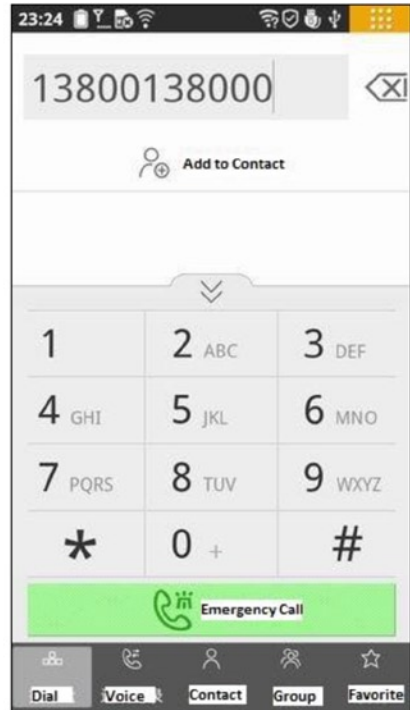 23:24
13800138000
Add to Contact
1 2 ABC 3 DEF
4 GHI 5 JKL 6 MNO
7 PQRS 8 TUV 9 WXYZ
* 0 + #
Emergency Call
Dial Voice Contact Group Favorite